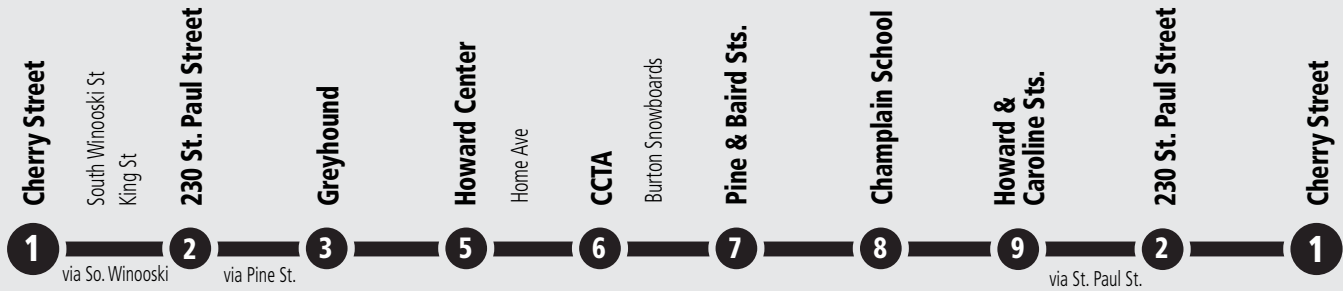 Cherry Street
South Winooski St
King St
230 St. Paul Street
Greyhound
Howard Center
Home Ave
CCTA
Burton Snowboards
Pine & Baird Sts.
Champlain School
Howard &
Caroline Sts.
230 St. Paul Street
Cherry Street
1
2
3
5
6
7
8
9
2
1
via So. Winooski
via Pine St.
via St. Paul St.